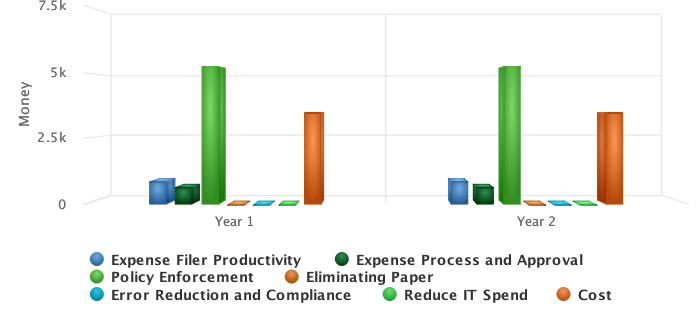 7.5k
5k
Money
2.5k
0
Year 1 Year 2
Expense Filer Productivity Expense Process and Approval
Policy Enforcement Eliminating Paper
Error Reduction and Compliance Reduce IT Spend Cost